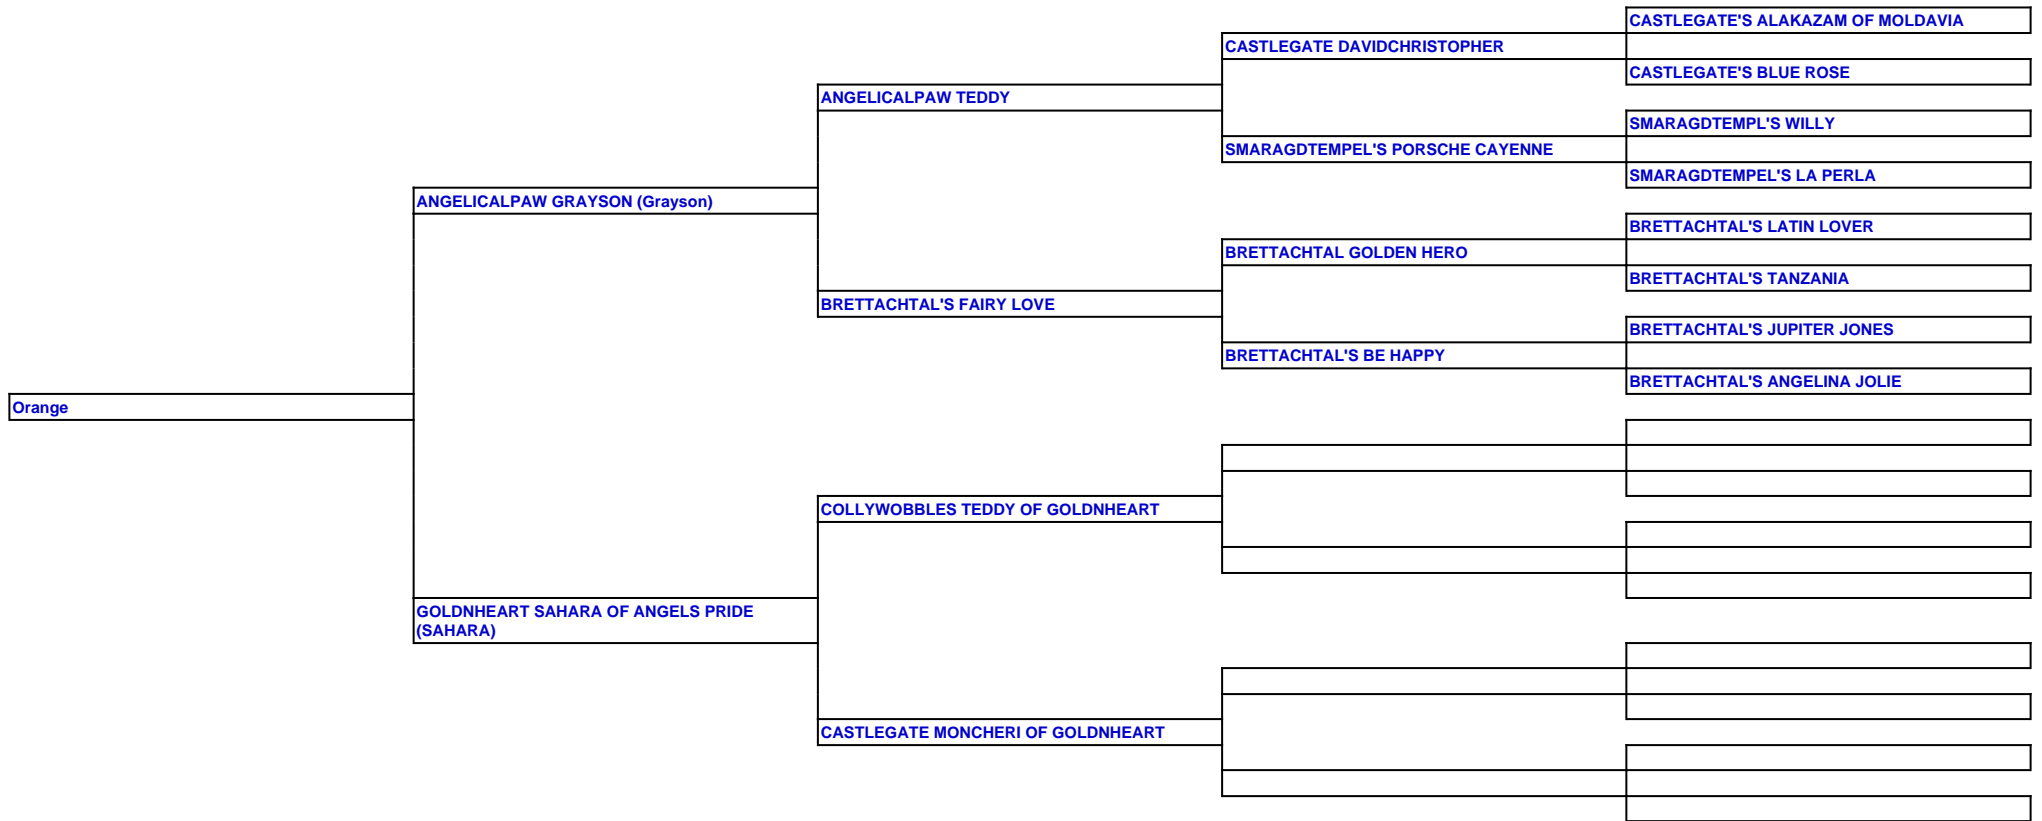 CASTLEGATE'S ALAKAZAM OF MOLDAVIA
CASTLEGATE DAVIDCHRISTOPHER
CASTLEGATE'S BLUE ROSE
ANGELICALPAW TEDDY
SMARAGDTEMPL'S WILLY
SMARAGDTEMPEL'S PORSCHE CAYENNE
SMARAGDTEMPEL'S LA PERLA
ANGELICALPAW GRAYSON (Grayson)
BRETTACHTAL'S LATIN LOVER
BRETTACHTAL GOLDEN HERO
BRETTACHTAL'S TANZANIA
BRETTACHTAL'S FAIRY LOVE
BRETTACHTAL'S JUPITER JONES
BRETTACHTAL'S BE HAPPY
BRETTACHTAL'S ANGELINA JOLIE
Orange
COLLYWOBBLES TEDDY OF GOLDNHEART
GOLDNHEART SAHARA OF ANGELS PRIDE
(SAHARA)
CASTLEGATE MONCHERI OF GOLDNHEART